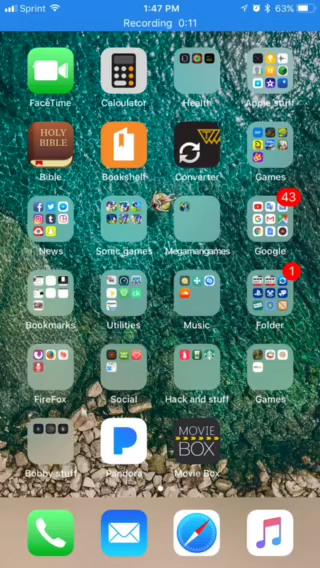 Sprint 1:47 PM 63%
Recording 0:11
FaceTime Calculator Health Apple stuff
HOLY
BIBLE
Bible Bookshelf Converter Games
43
News Sonic games Megamangames Google
1
Bookmarks Utilities Music Folder
FireFox Social Hack and stuff Games
MOVIE
BOX
Bobby stuff Pandora Movie Box